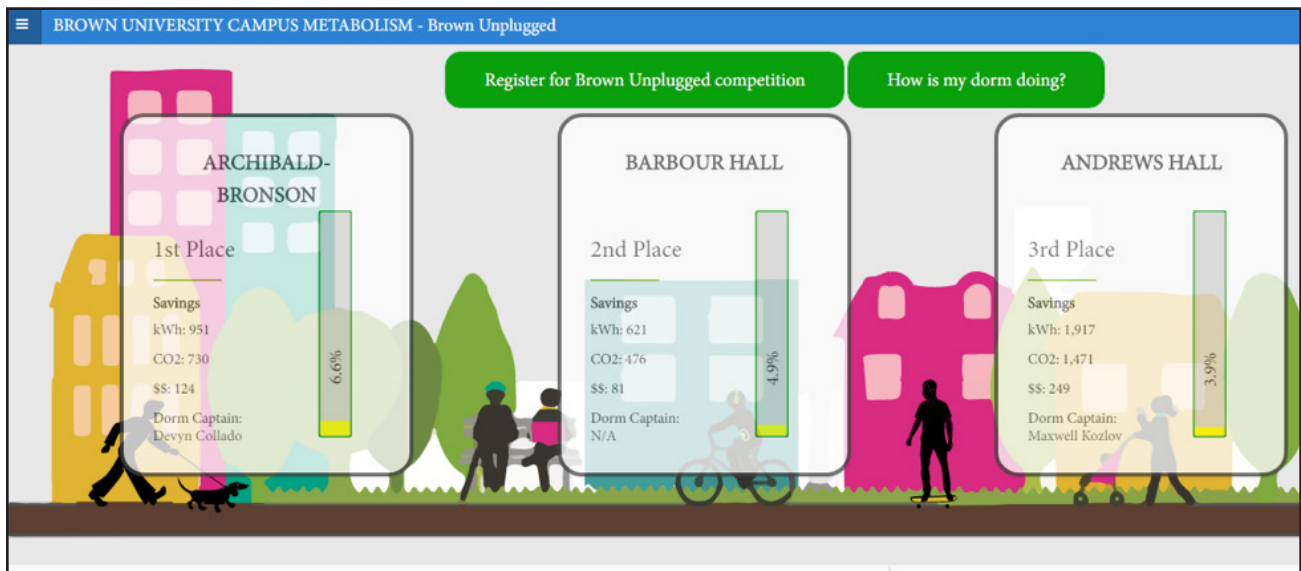 BROWN UNIVERSITY CAMPUS METABOLISM - Brown Unplugged
Register for Brown Unplugged competition
How is my dorm doing?
ARCHIBALD-
BRONSON
1st Place
Savings
kWh: 951
CO2: 730
$$: 124
Dorm Captain:
Devyn Collado
6.6%
BARBOUR HALL
2nd Place
Savings
kWh: 621
CO2: 476
$$: 81
Dorm Captain:
N/A
4.9%
ANDREWS HALL
3rd Place
Savings
kWh: 1,917
CO2: 1,471
$$: 249
Dorm Captain:
Maxwell Kozlov
3.9%